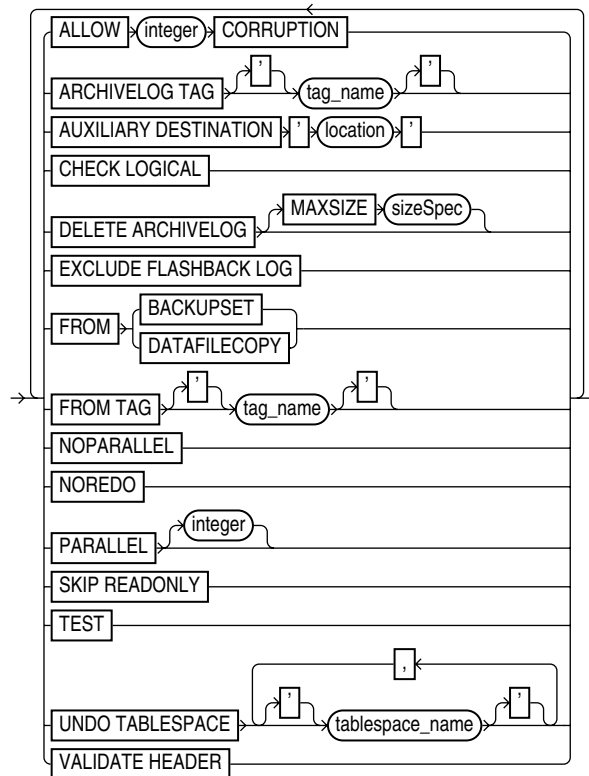 ALLOW integer CORRUPTION
ARCHIVELOG TAG ' tag_name '
AUXILIARY DESTINATION ' location '
CHECK LOGICAL
DELETE ARCHIVELOG MAXSIZE sizeSpec
EXCLUDE FLASHBACK LOG
FROM BACKUPSET
DATAFILECOPY
FROM TAG ' tag_name '
NOPARALLEL
NOREDO
PARALLEL integer
SKIP READONLY
TEST
,
UNDO TABLESPACE ' tablespace_name '
VALIDATE HEADER